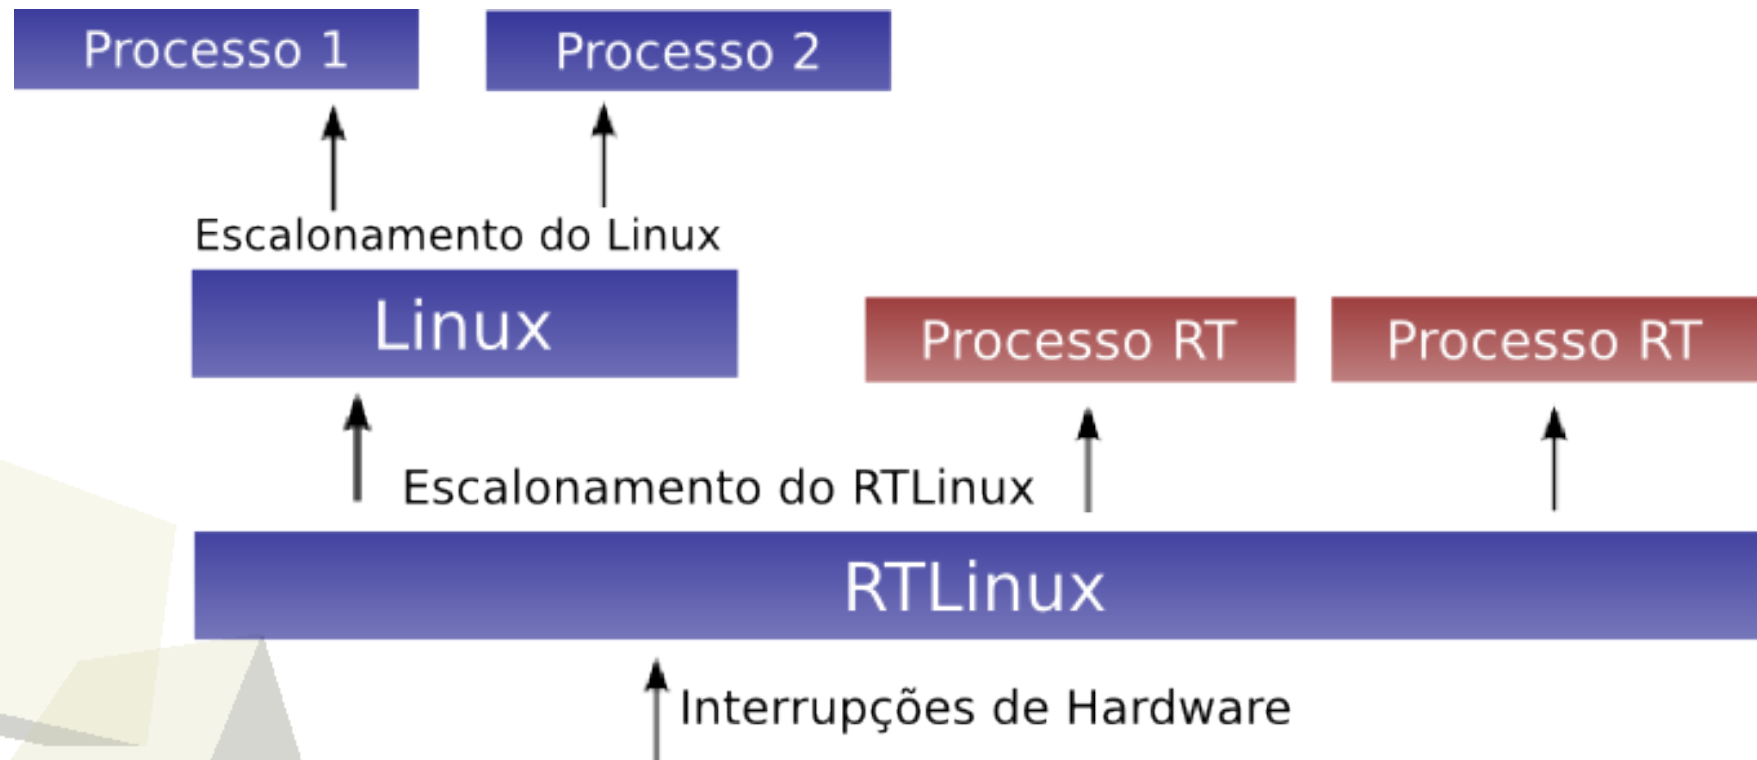 Processo 1
Processo 2
Escalonamento do Linux
Linux
Processo RT
Processo RT
Escalonamento do RTLinux
RTLinux
Interrupções de Hardware